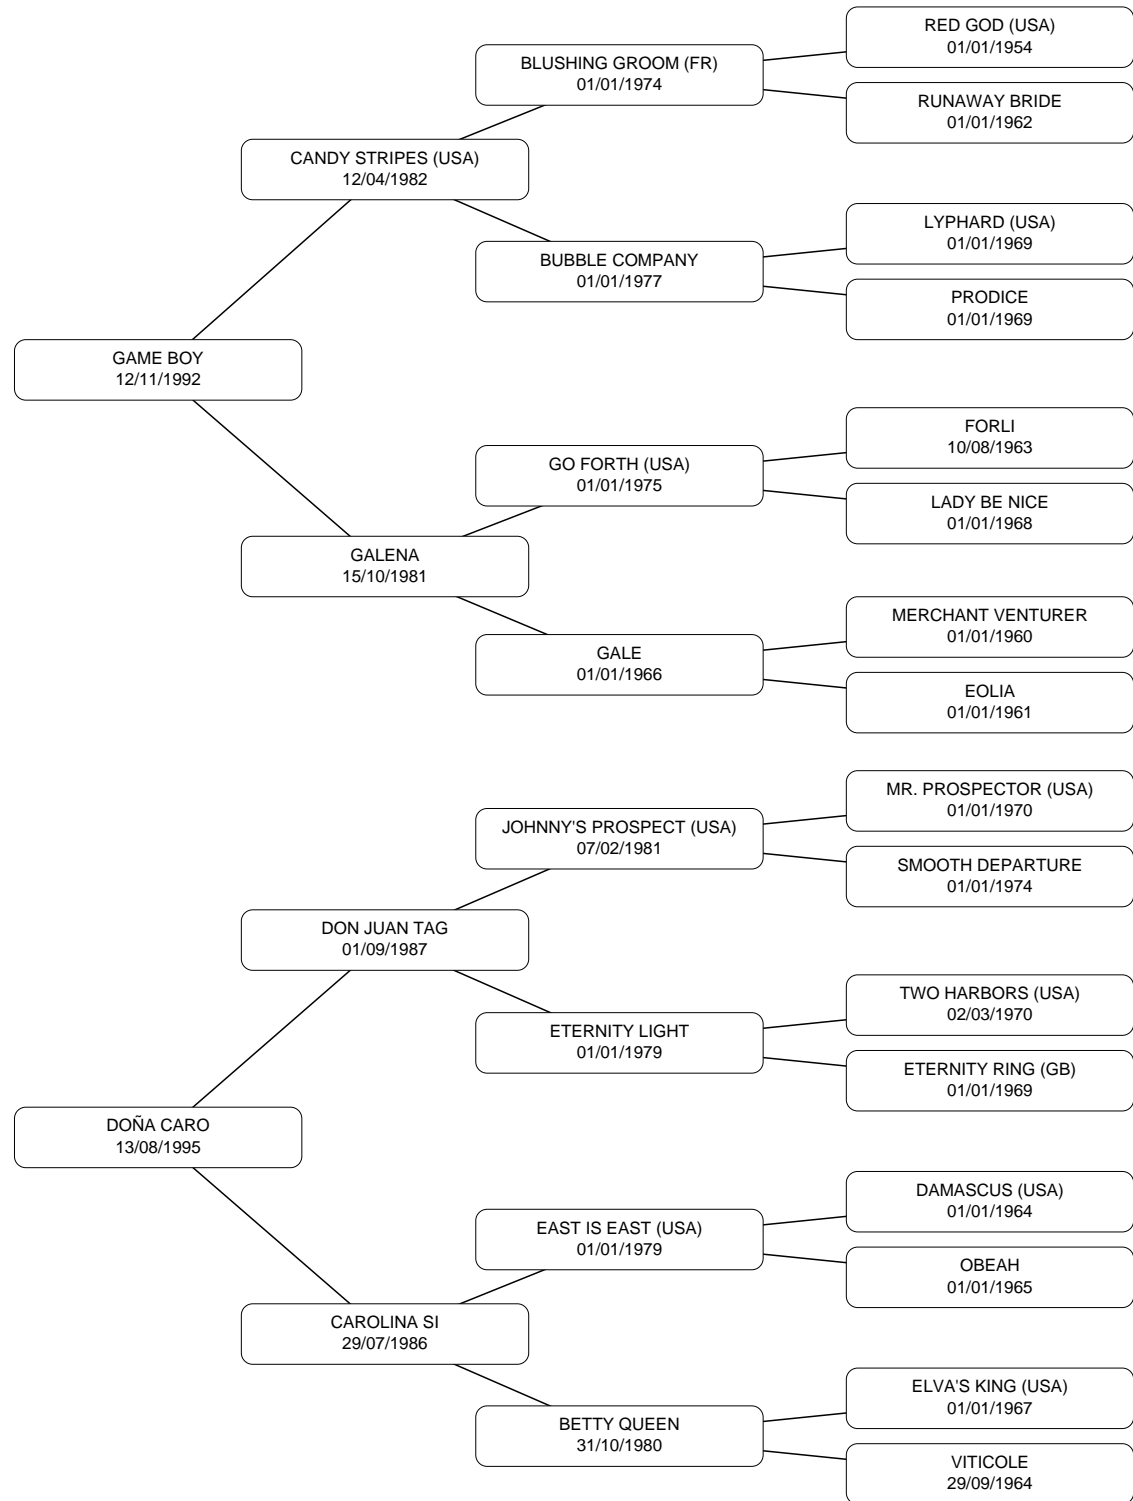 RED GOD (USA)
01/01/1954
BLUSHING GROOM (FR)
01/01/1974
RUNAWAY BRIDE
01/01/1962
CANDY STRIPES (USA)
12/04/1982
LYPHARD (USA)
01/01/1969
BUBBLE COMPANY
01/01/1977
PRODICE
01/01/1969
GAME BOY
12/11/1992
FORLI
10/08/1963
GO FORTH (USA)
01/01/1975
LADY BE NICE
01/01/1968
GALENA
15/10/1981
MERCHANT VENTURER
01/01/1960
GALE
01/01/1966
EOLIA
01/01/1961
MR. PROSPECTOR (USA)
01/01/1970
JOHNNY'S PROSPECT (USA)
07/02/1981
SMOOTH DEPARTURE
01/01/1974
DON JUAN TAG
01/09/1987
TWO HARBORS (USA)
02/03/1970
ETERNITY LIGHT
01/01/1979
ETERNITY RING (GB)
01/01/1969
DOÑA CARO
13/08/1995
DAMASCUS (USA)
01/01/1964
EAST IS EAST (USA)
01/01/1979
OBEAH
01/01/1965
CAROLINA SI
29/07/1986
ELVA'S KING (USA)
01/01/1967
BETTY QUEEN
31/10/1980
VITICOLE
29/09/1964